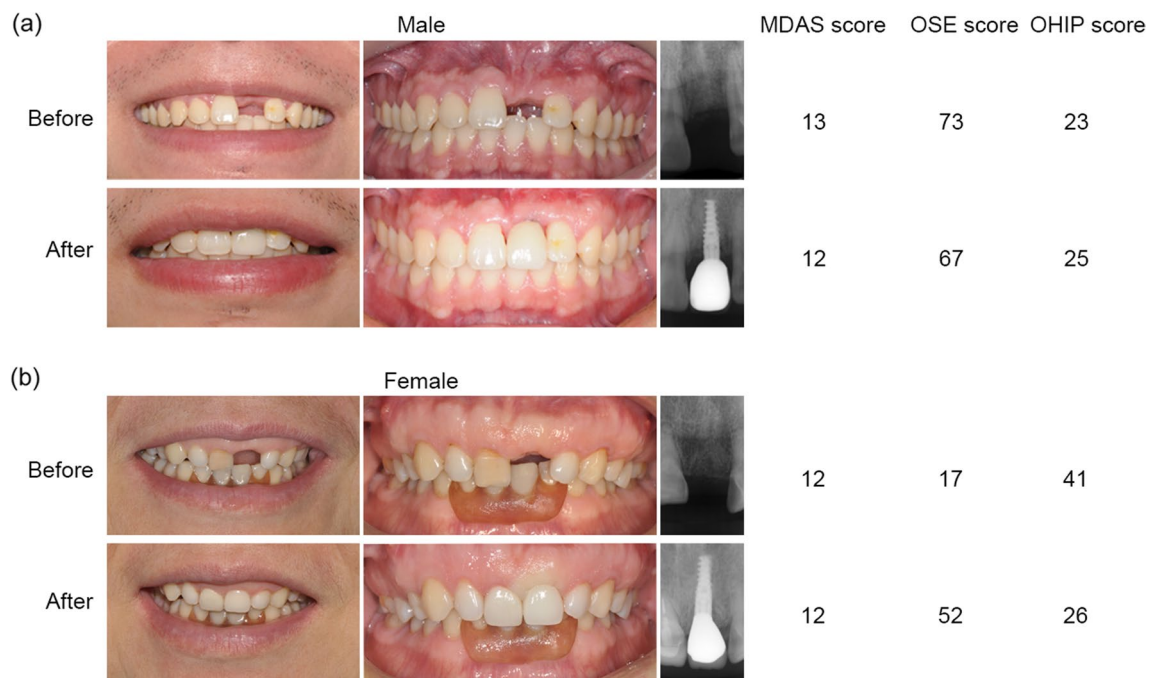 (a) Male MDAS score OSE score OHIP score
Before 13 73 23
After 12 67 25
(b) Female
Before 12 17 41
After 12 52 26